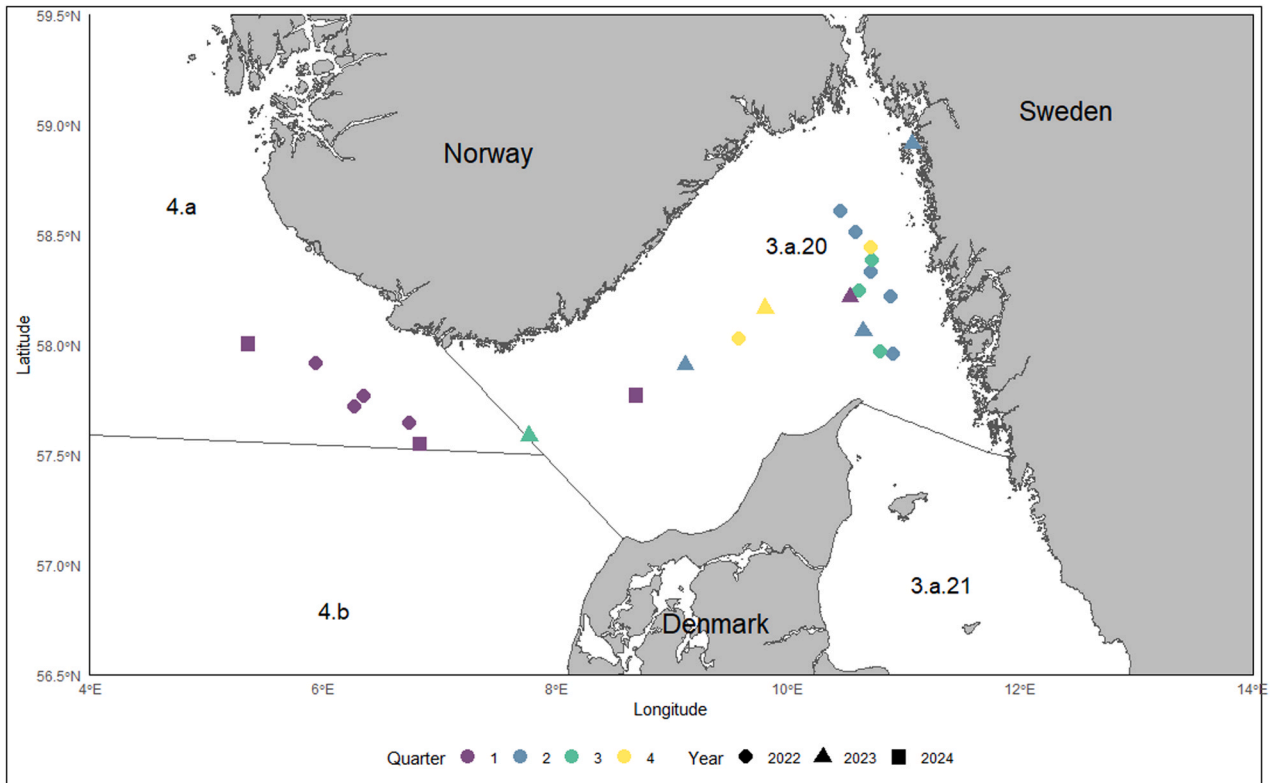 59.5°N
59.0°N
Sweden
Norway
4.a
58.5°N
3.a.20
Latitude
58.0°N
57.5°N
57.0°N
3.a.21
4.b
Denmark
56.5°N
4°E 6°E 8°E 10°E 12°E 14°E
Longitude
Quarter 1 2 3 4 Year 2022 2023 2024